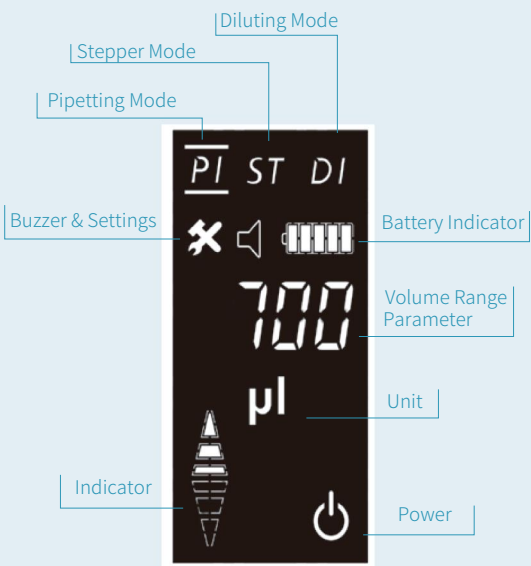 Diluting Mode
Stepper Mode
Pipetting Mode
PI ST DI
Buzzer & Settings
Battery Indicator
700
Volume Range
Parameter
µl
Unit
Indicator
Power